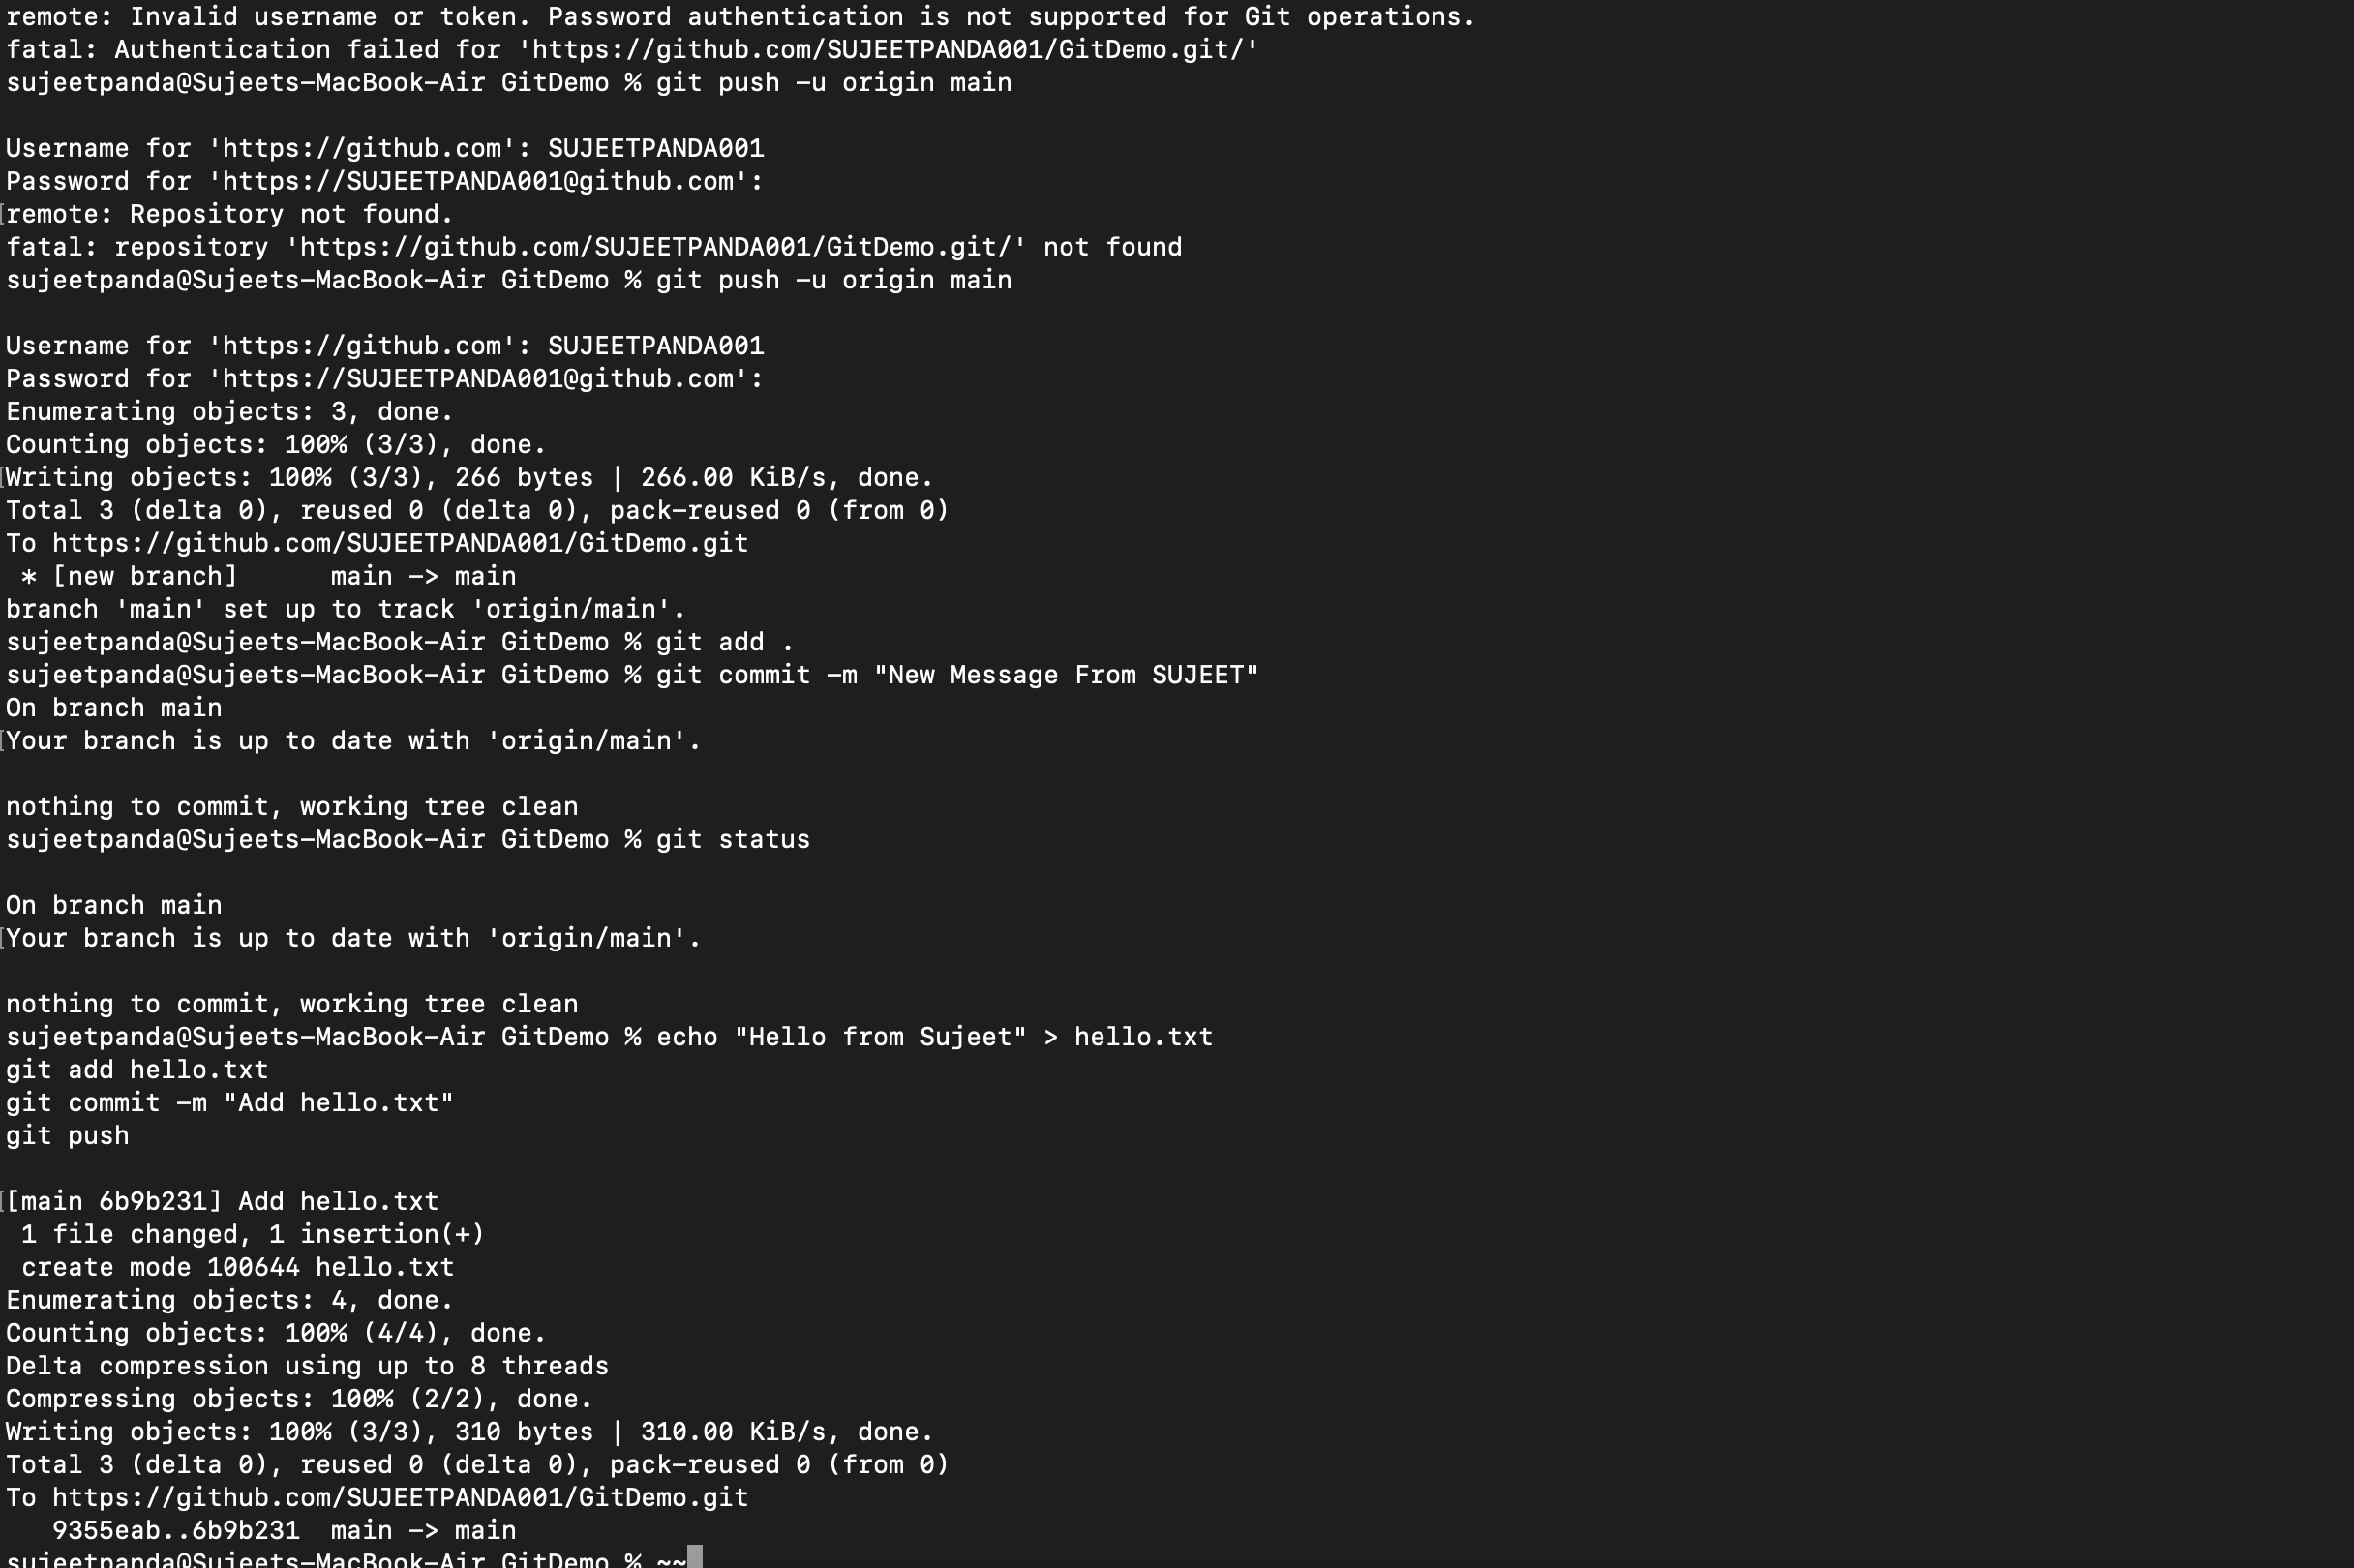 remote: Invalid username or token. Password authentication is not supported for Git operations.
fatal: Authentication failed for 'https://github.com/SUJEETPANDA001/GitDemo.git/'
sujeetpanda@Sujeets-MacBook-Air GitDemo % git push -u origin main
Username for 'https://github.com': SUJEETPANDA001
Password for 'https://SUJEETPANDA001@github.com':
remote: Repository not found.
fatal: repository 'https://github.com/SUJEETPANDA001/GitDemo.git/' not found
sujeetpanda@Sujeets-MacBook-Air GitDemo % git push -u origin main
Username for 'https://github.com': SUJEETPANDA001
Password for 'https://SUJEETPANDA001@github.com':
Enumerating objects: 3, done.
Counting objects: 100% (3/3), done.
Writing objects: 100% (3/3), 266 bytes | 266.00 KiB/s, done.
Total 3 (delta 0), reused 0 (delta 0), pack-reused 0 (from 0)
To https://github.com/SUJEETPANDA001/GitDemo.git
 * [new branch]      main -> main
branch 'main' set up to track 'origin/main'.
sujeetpanda@Sujeets-MacBook-Air GitDemo % git add .
sujeetpanda@Sujeets-MacBook-Air GitDemo % git commit -m "New Message From SUJEET"
On branch main
Your branch is up to date with 'origin/main'.
nothing to commit, working tree clean
sujeetpanda@Sujeets-MacBook-Air GitDemo % git status
On branch main
Your branch is up to date with 'origin/main'.
nothing to commit, working tree clean
sujeetpanda@Sujeets-MacBook-Air GitDemo % echo "Hello from Sujeet" > hello.txt
git add hello.txt
git commit -m "Add hello.txt"
git push
[main 6b9b231] Add hello.txt
 1 file changed, 1 insertion(+)
 create mode 100644 hello.txt
Enumerating objects: 4, done.
Counting objects: 100% (4/4), done.
Delta compression using up to 8 threads
Compressing objects: 100% (2/2), done.
Writing objects: 100% (3/3), 310 bytes | 310.00 KiB/s, done.
Total 3 (delta 0), reused 0 (delta 0), pack-reused 0 (from 0)
To https://github.com/SUJEETPANDA001/GitDemo.git
   9355eab..6b9b231  main -> main
sujeetpanda@Sujeets-MacBook-Air GitDemo % ~~